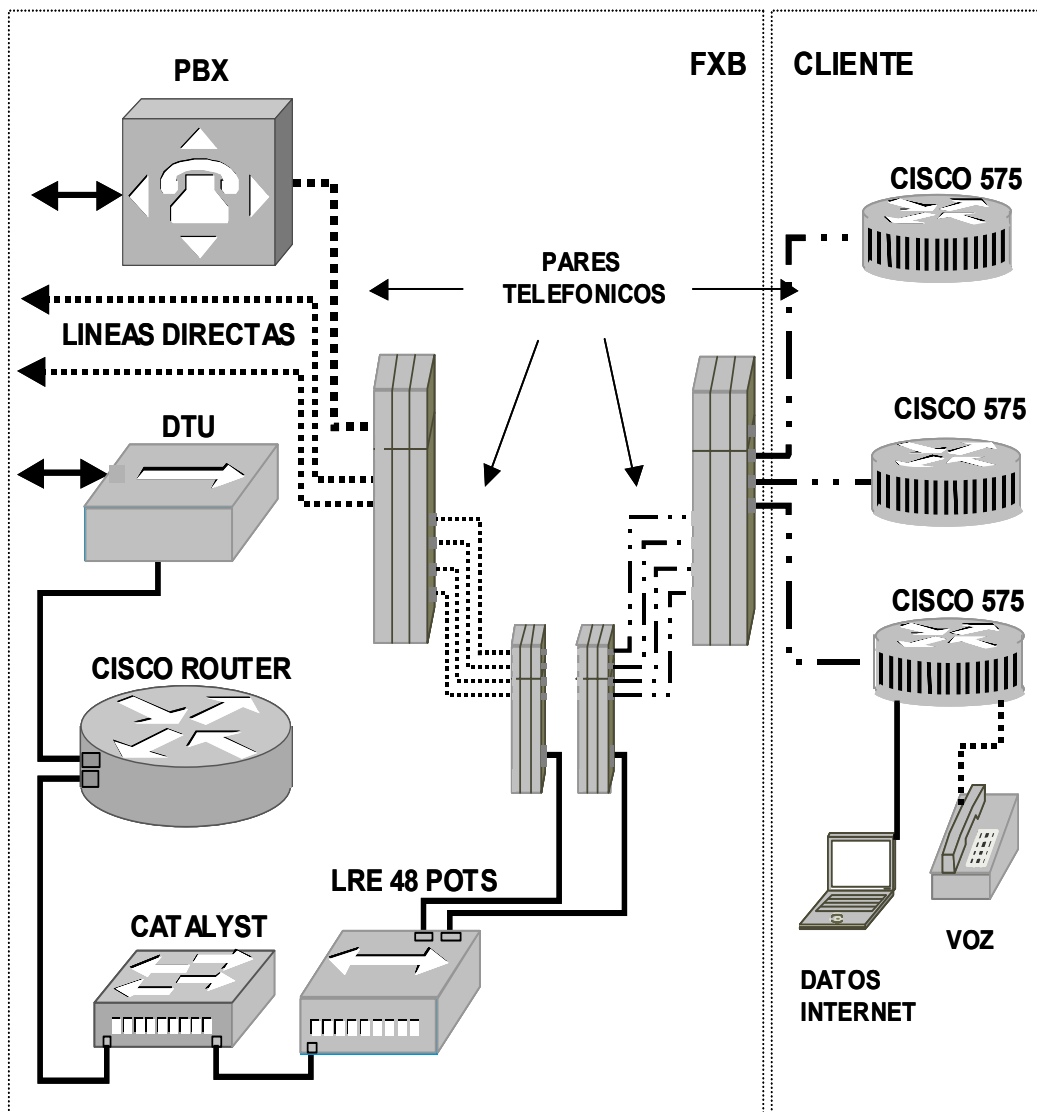 PBX
FXB
CLIENTE
CISCO 575
PARES
TELEFONICOS
LINEAS DIRECTAS
DTU
CISCO 575
CISCO 575
CISCO ROUTER
LRE 48 POTS
CATALYST
VOZ
DATOS
INTERNET